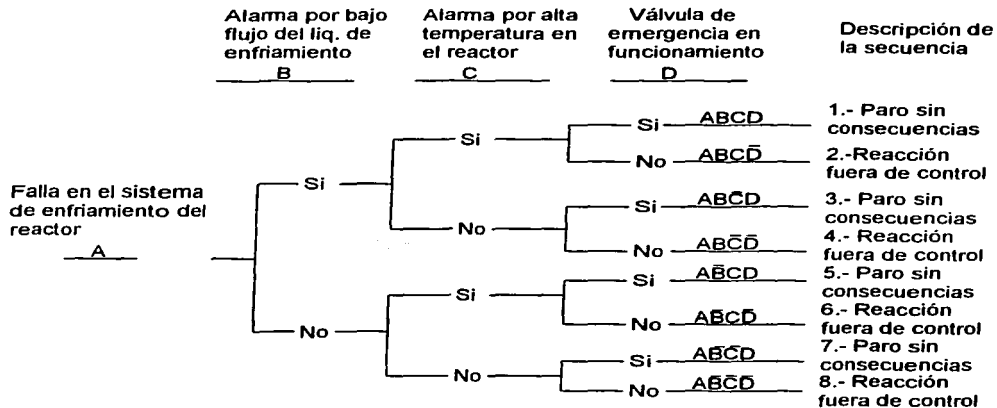 Alarma por bajo
flujo del liq. de
enfriamiento
B
Alarma por alta
temperatura en
el reactor
C
Válvula de
emergencia en
funcionamiento
D
Descripción de
la secuencia
Falla en el sistema
de enfriamiento del
reactor
A
Si
No
Si
No
Si
No
Si ABCD
No ABCD̄
Si ABC̄D
No ABC̄D̄
Si AB̄CD
No AB̄CD̄
Si AB̄C̄D
No AB̄C̄D̄
1.- Paro sin
consecuencias
2.-Reacción
fuera de control
3.- Paro sin
consecuencias
4.- Reacción
fuera de control
5.- Paro sin
consecuencias
6.- Reacción
fuera de control
7.- Paro sin
consecuencias
8.- Reacción
fuera de control